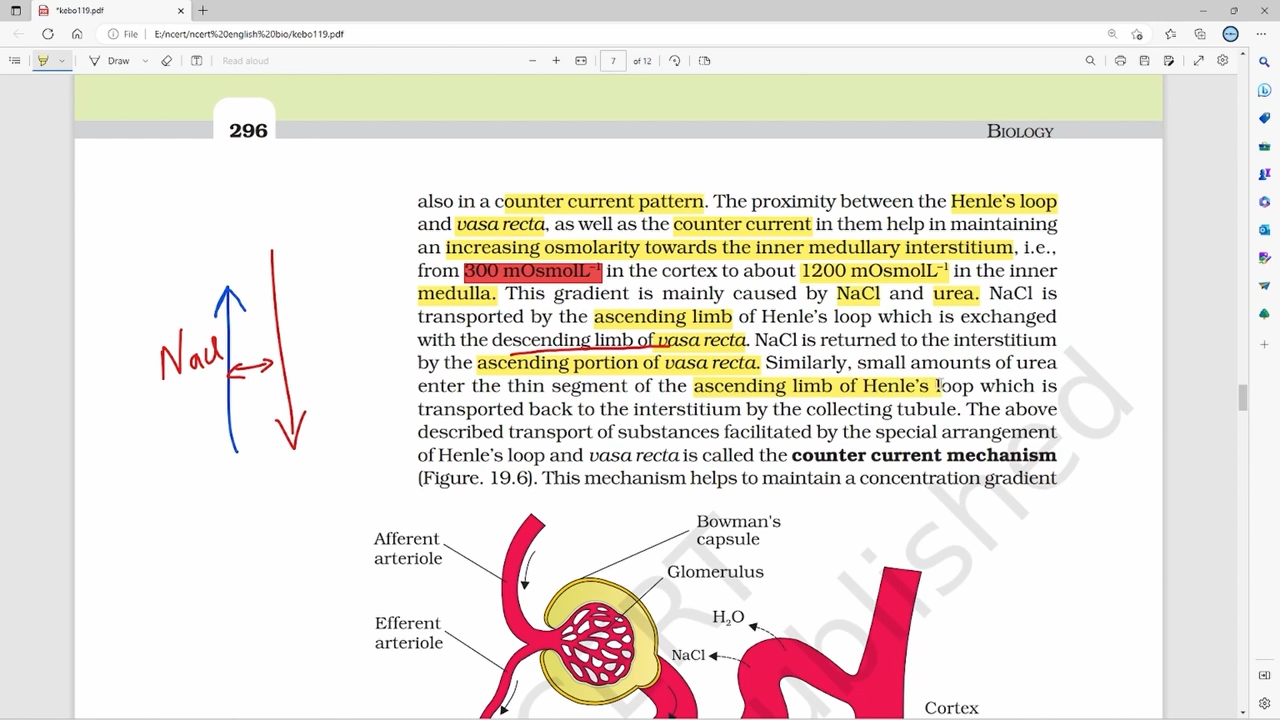 *kebo119.pdf
File E:/ncert/ncert%20english%20bio/kebo119.pdf
Draw Read aloud 7 of 12
296 BIOLOGY
also in a counter current pattern. The proximity between the Henle's loop
and vasa recta, as well as the counter current in them help in maintaining
an increasing osmolarity towards the inner medullary interstitium, i.e.,
from 300 mOsmolL⁻¹ in the cortex to about 1200 mOsmolL⁻¹ in the inner
medulla. This gradient is mainly caused by NaCl and urea. NaCl is
transported by the ascending limb of Henle's loop which is exchanged
with the descending limb of vasa recta. NaCl is returned to the interstitium
by the ascending portion of vasa recta. Similarly, small amounts of urea
enter the thin segment of the ascending limb of Henle's loop which is
transported back to the interstitium by the collecting tubule. The above
described transport of substances facilitated by the special arrangement
of Henle's loop and vasa recta is called the counter current mechanism
(Figure. 19.6). This mechanism helps to maintain a concentration gradient
NaCl
Afferent
arteriole
Bowman's
capsule
Glomerulus
Efferent
arteriole
H₂O
NaCl
Cortex